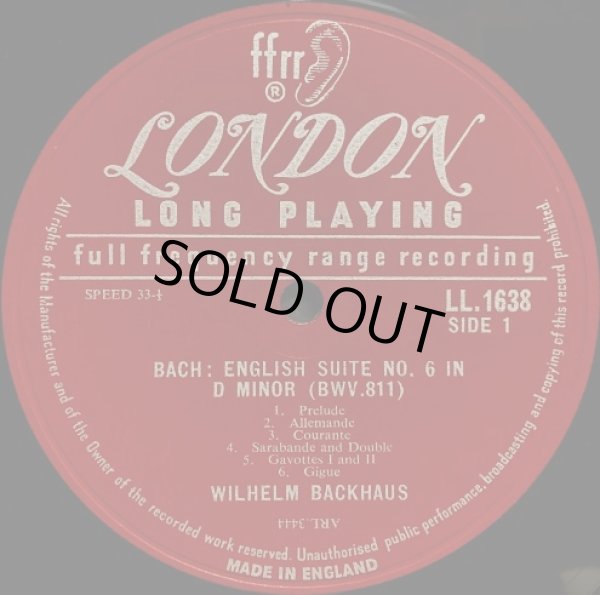 ffrr
®
LONDON
LONG PLAYING
full frequency range recording
SPEED 33-⅓
LL.1638
SIDE 1
SOLD OUT
BACH: ENGLISH SUITE NO. 6 IN
D MINOR (BWV.811)
1. Prelude
2. Allemande
3. Courante
4. Sarabande and Double
5. Gavottes I and II
6. Gigue
WILHELM BACKHAUS
ARL.3444
All rights of the Manufacturer and of the Owner of the recorded work reserved. Unauthorised public performance, broadcasting and copying of this record prohibited.
MADE IN ENGLAND